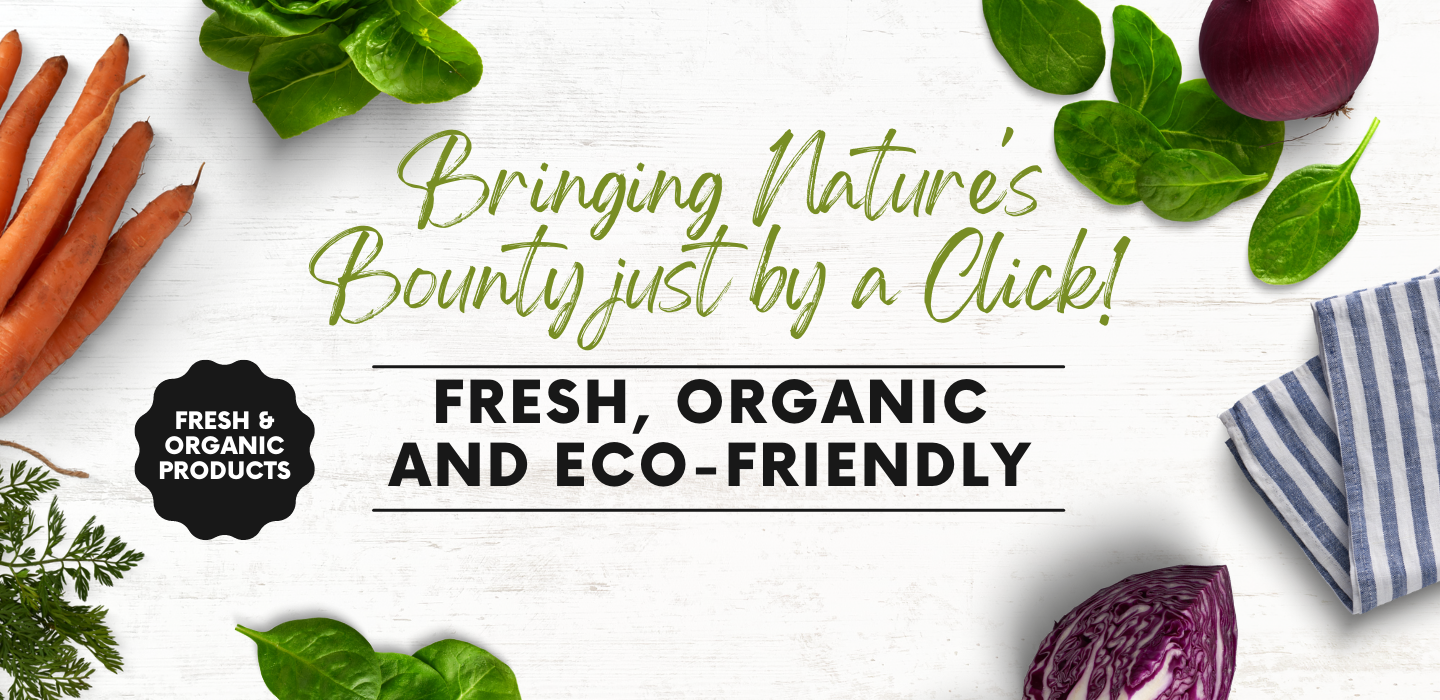 Bringing Nature's
Bounty just by a Click!
FRESH, ORGANIC
AND ECO-FRIENDLY
FRESH &
ORGANIC
PRODUCTS